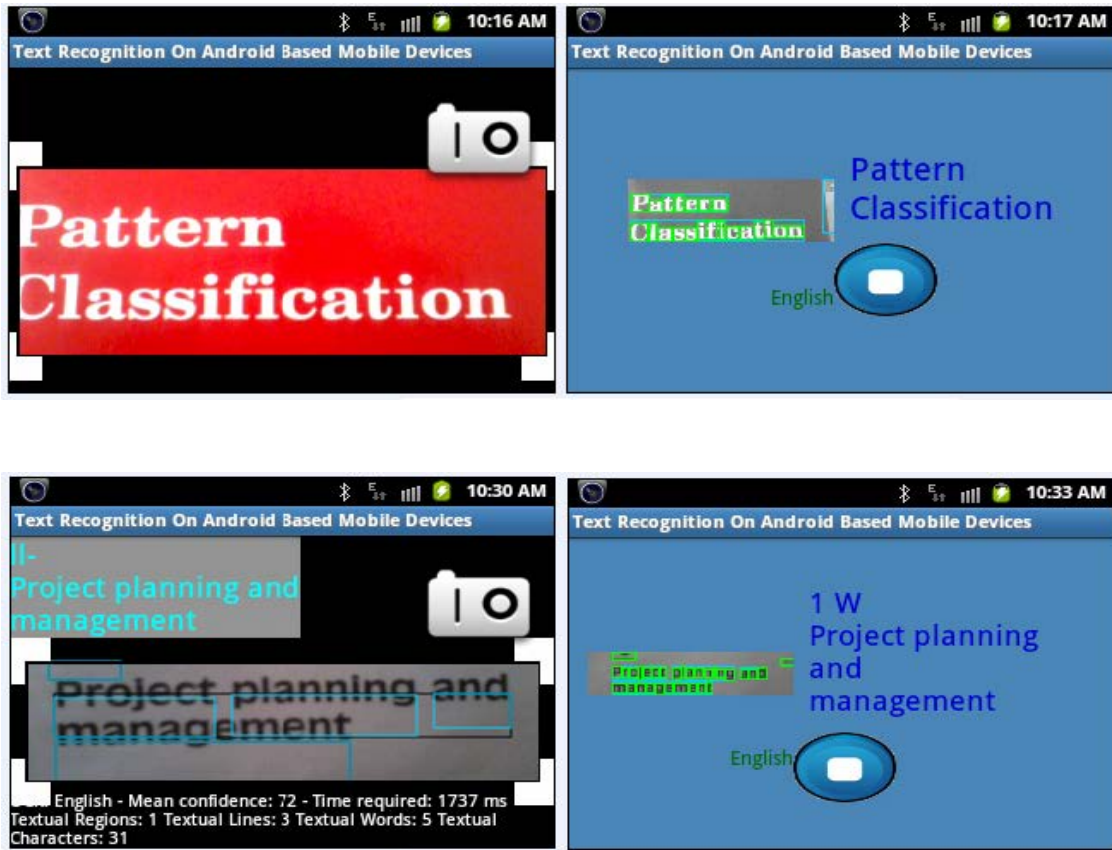 10:16 AM
Text Recognition On Android Based Mobile Devices
Pattern
Classification
10:17 AM
Text Recognition On Android Based Mobile Devices
Pattern
Classification
Pattern
Classification
English
10:30 AM
Text Recognition On Android Based Mobile Devices
II-
Project planning and
management
Project planning and
management
English - Mean confidence: 72 - Time required: 1737 ms
Textual Regions: 1 Textual Lines: 3 Textual Words: 5 Textual
Characters: 31
10:33 AM
Text Recognition On Android Based Mobile Devices
Project planning and
management
1 W
Project planning
and
management
English